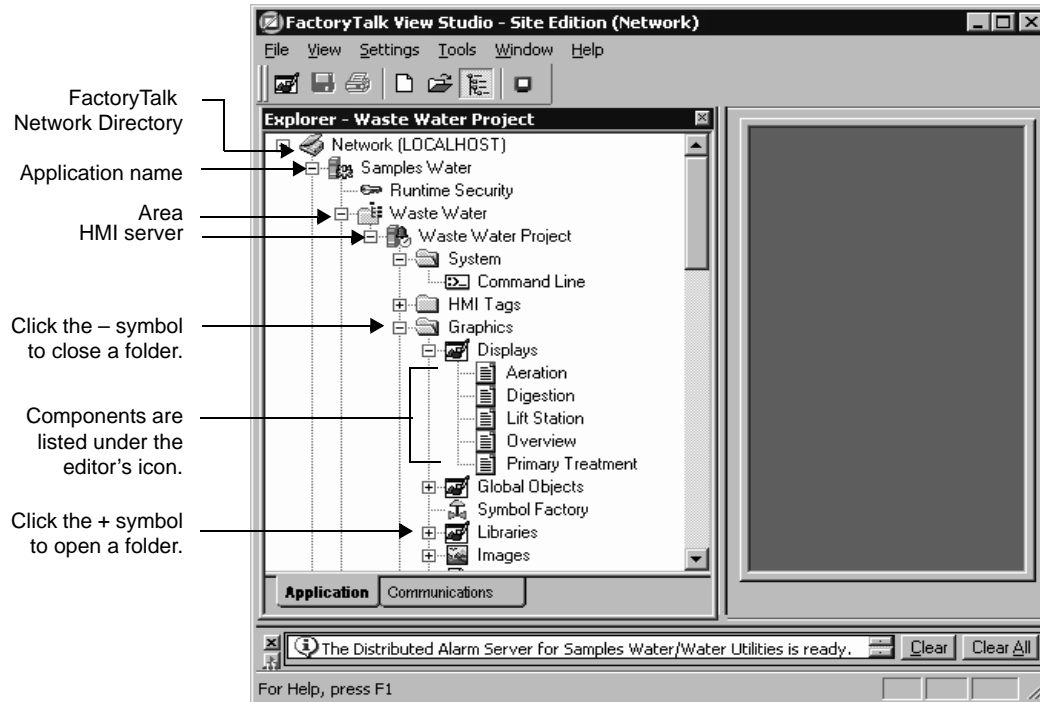 FactoryTalk View Studio - Site Edition (Network)
File View Settings Tools Window Help
FactoryTalk
Network Directory
Application name
Area
HMI server
Click the – symbol
to close a folder.
Components are
listed under the
editor's icon.
Click the + symbol
to open a folder.
Explorer - Waste Water Project
Network (LOCALHOST)
Samples Water
Runtime Security
Waste Water
Waste Water Project
System
Command Line
HMI Tags
Graphics
Displays
Aeration
Digestion
Lift Station
Overview
Primary Treatment
Global Objects
Symbol Factory
Libraries
Images
Application Communications
The Distributed Alarm Server for Samples Water/Water Utilities is ready. Clear Clear All
For Help, press F1